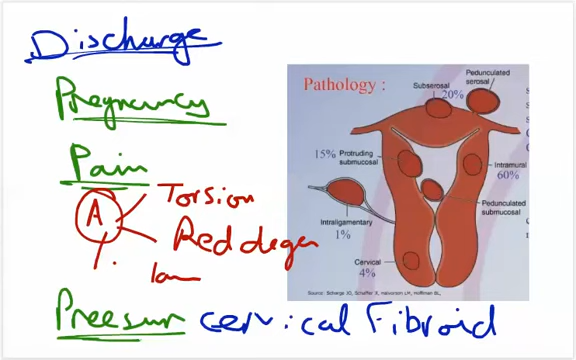 Discharge
Pregnancy
Pain
A
Torsion
Red degen
Preesur cervical Fibroid
Pathology :
Subserosal
20%
Pedunculated
serosal
15%
Protruding
submucosal
Intramural
60%
Pedunculated
submucosal
Intraligamentary
1%
Cervical
4%